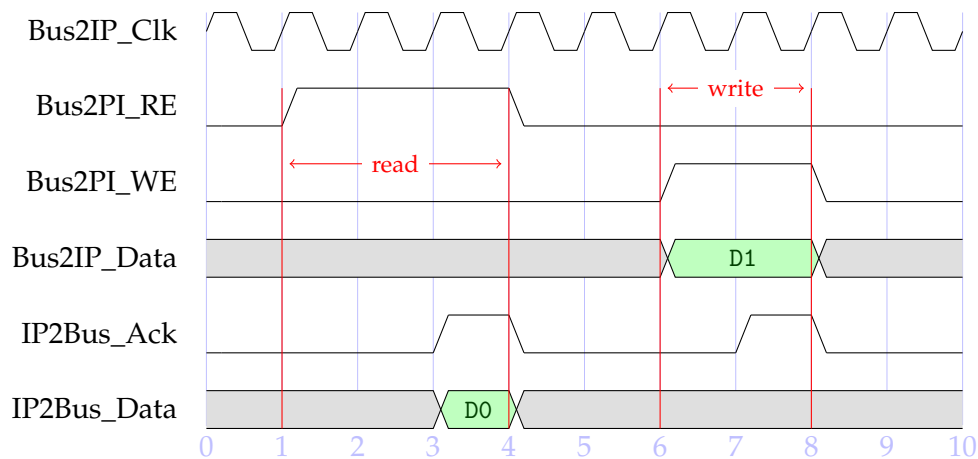 Bus2IP_Clk
Bus2PI_RE
write
read
Bus2PI_WE
Bus2IP_Data
D1
IP2Bus_Ack
IP2Bus_Data
D0
0 1 2 3 4 5 6 7 8 9 10